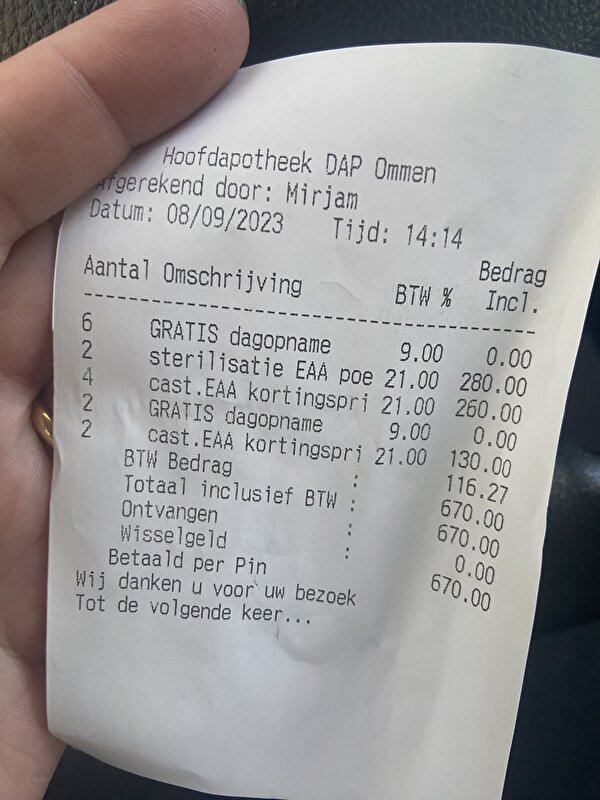 Hoofdapotheek DAP Ommen
Afgerekend door: Mirjam
Datum: 08/09/2023 Tijd: 14:14
Bedrag
Aantal Omschrijving BTW % Incl.
6 GRATIS dagopname 9.00 0.00
2 sterilisatie EAA poe 21.00 280.00
4 cast.EAA kortingspri 21.00 260.00
2 GRATIS dagopname 9.00 0.00
2 cast.EAA kortingspri 21.00 130.00
BTW Bedrag : 116.27
Totaal inclusief BTW : 670.00
Ontvangen : 670.00
Wisselgeld : 0.00
Betaald per Pin 670.00
Wij danken u voor uw bezoek
Tot de volgende keer...